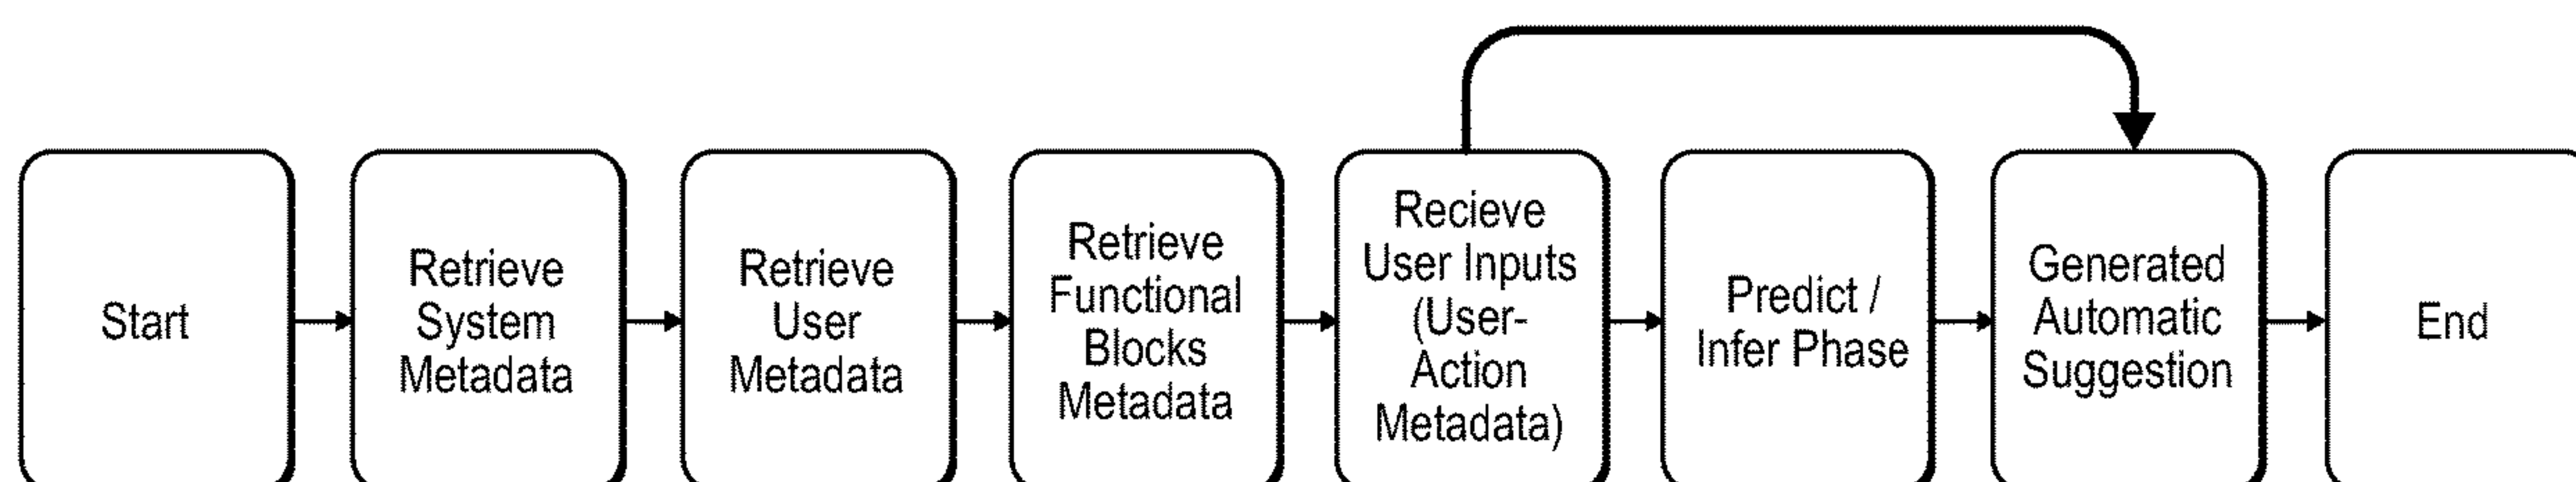 Start
Retrieve
System
Metadata
Retrieve
User
Metadata
Retrieve
Functional
Blocks
Metadata
Recieve
User Inputs
(User-
Action
Metadata)
Predict /
Infer Phase
Generated
Automatic
Suggestion
End